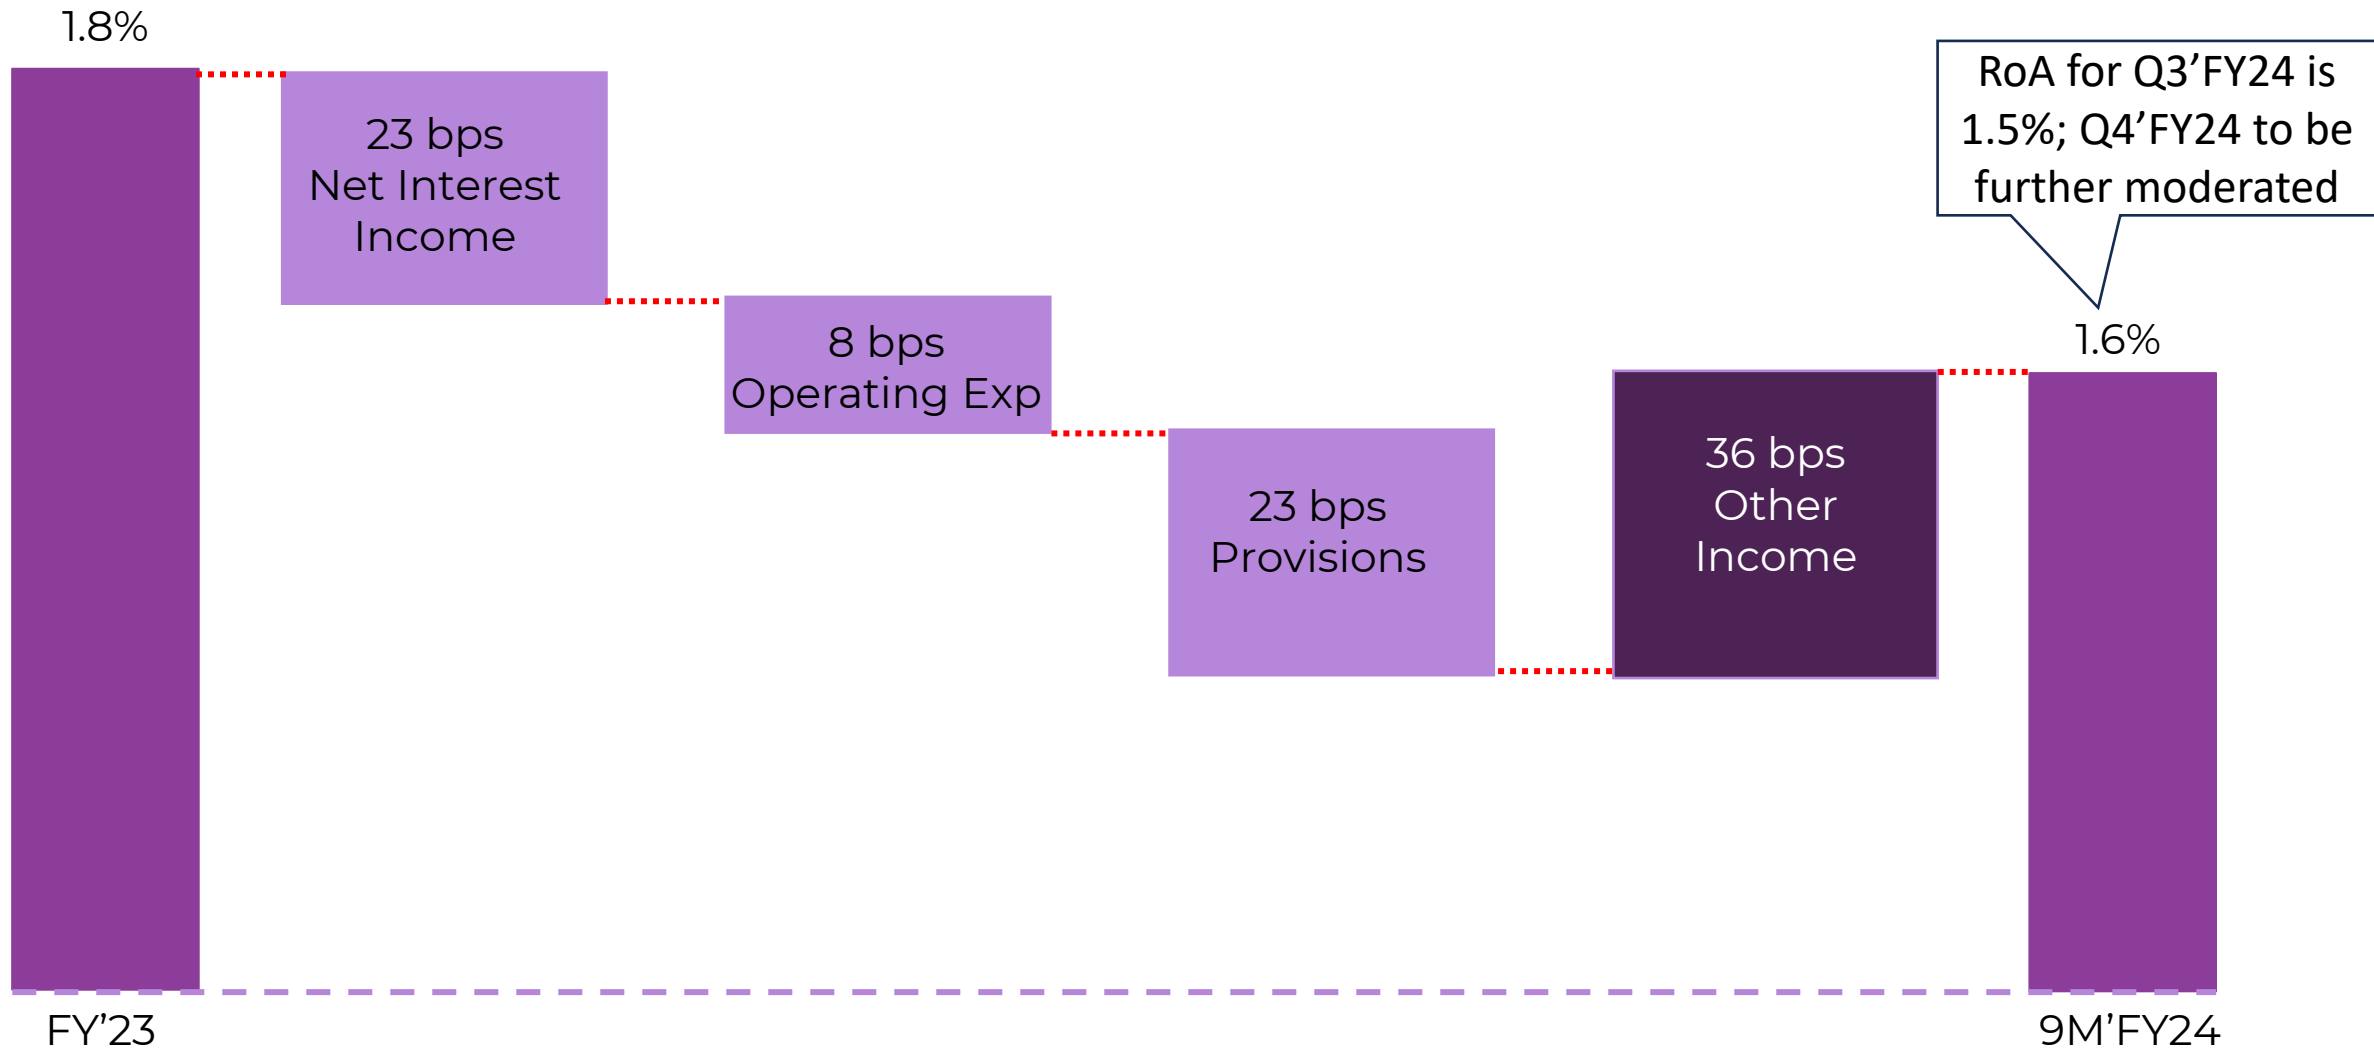 1.8%
23 bps
Net Interest
Income
8 bps
Operating Exp
23 bps
Provisions
36 bps
Other
Income
RoA for Q3’FY24 is
1.5%; Q4’FY24 to be
further moderated
1.6%
FY’23
9M’FY24